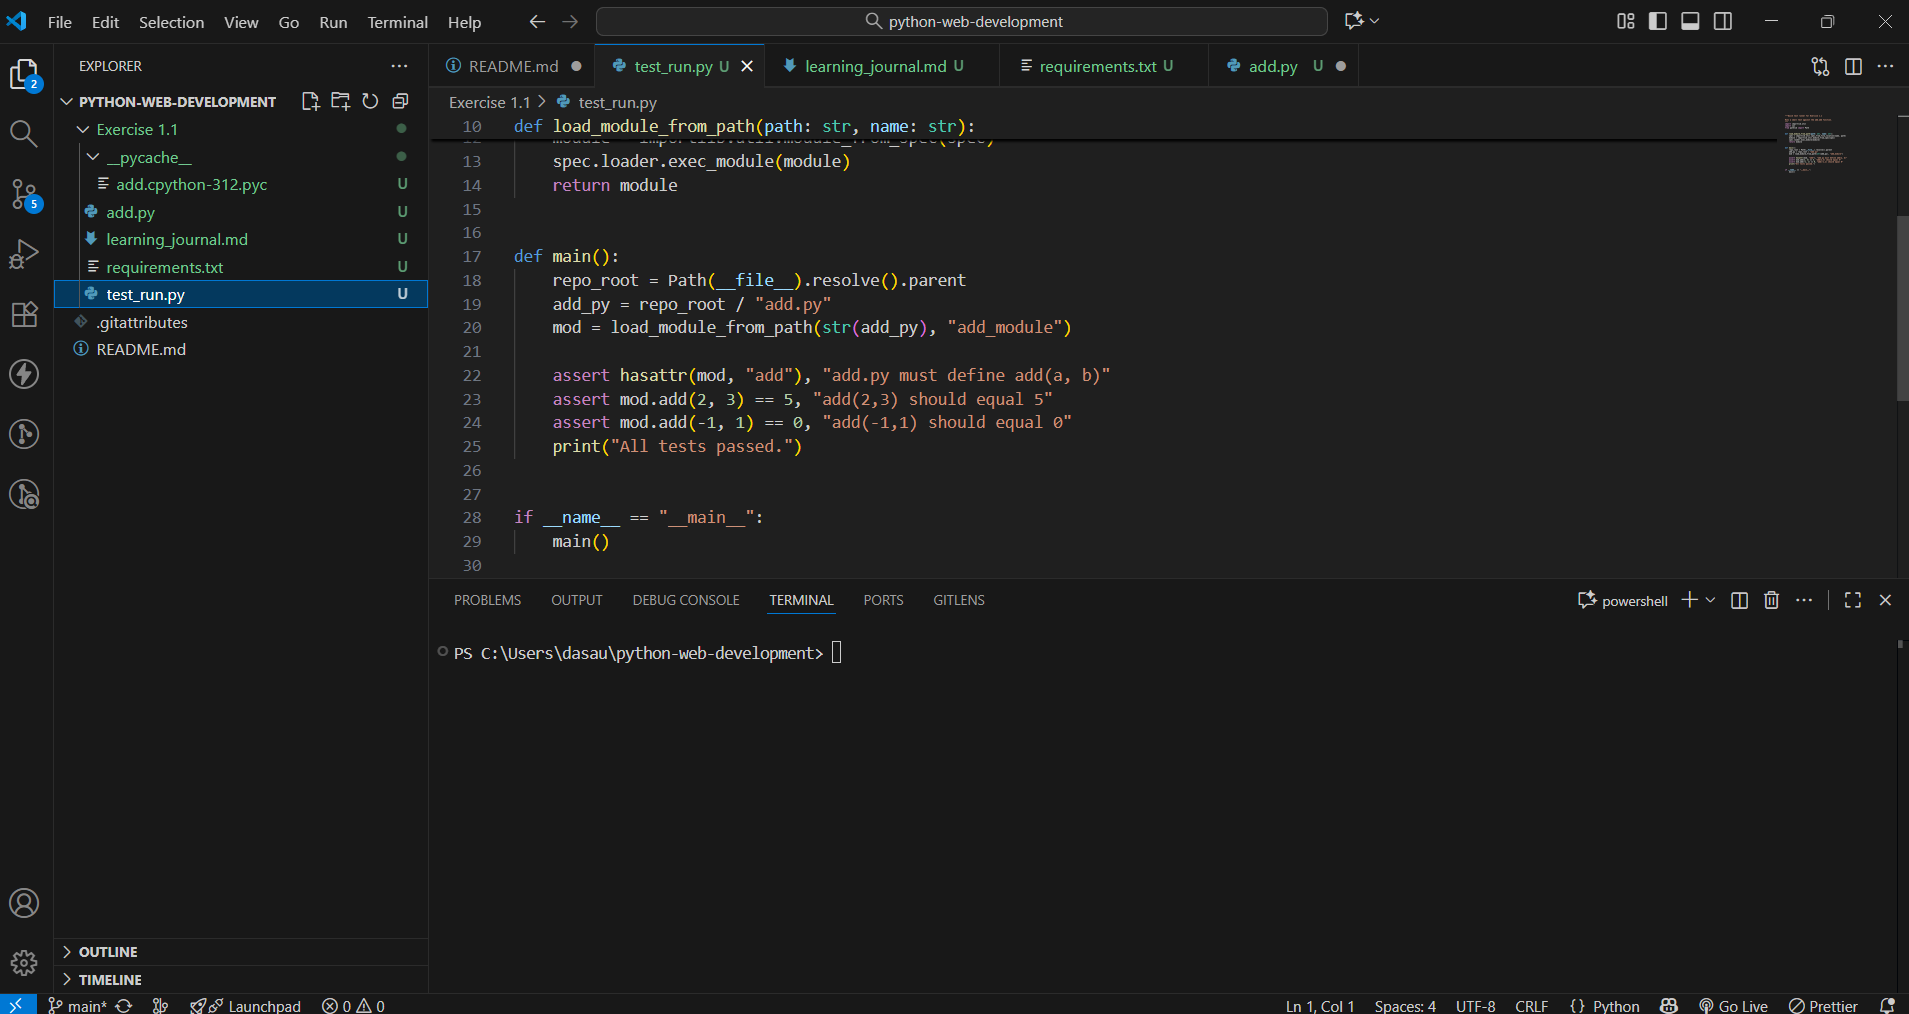 File Edit Selection View Go Run Terminal Help
python-web-development
EXPLORER
PYTHON-WEB-DEVELOPMENT
Exercise 1.1
__pycache__
add.cpython-312.pyc U
add.py U
learning_journal.md U
requirements.txt U
test_run.py U
.gitattributes
README.md
2
5
OUTLINE
TIMELINE
README.md
test_run.py U
learning_journal.md U
requirements.txt U
add.py U
Exercise 1.1 > test_run.py
10 def load_module_from_path(path: str, name: str):
12 module = importlib.util.module_from_spec(spec)
13 spec.loader.exec_module(module)
14 return module
15
16
17 def main():
18 repo_root = Path(__file__).resolve().parent
19 add_py = repo_root / "add.py"
20 mod = load_module_from_path(str(add_py), "add_module")
21
22 assert hasattr(mod, "add"), "add.py must define add(a, b)"
23 assert mod.add(2, 3) == 5, "add(2,3) should equal 5"
24 assert mod.add(-1, 1) == 0, "add(-1,1) should equal 0"
25 print("All tests passed.")
26
27
28 if __name__ == "__main__":
29 main()
30
PROBLEMS OUTPUT DEBUG CONSOLE TERMINAL PORTS GITLENS
powershell
PS C:\Users\dasau\python-web-development>
main* Launchpad 0 0
Ln 1, Col 1 Spaces: 4 UTF-8 CRLF {} Python Go Live Prettier